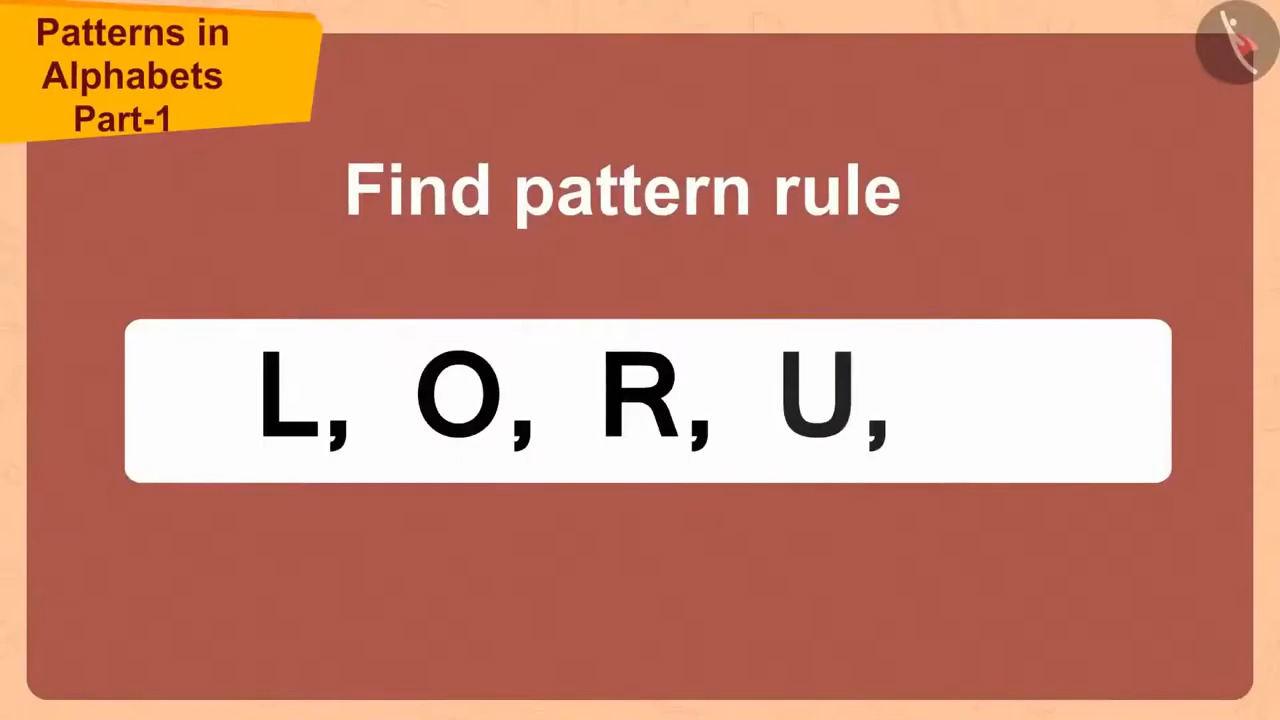 Patterns in
Alphabets
Part-1
Find pattern rule
L, O, R, U,